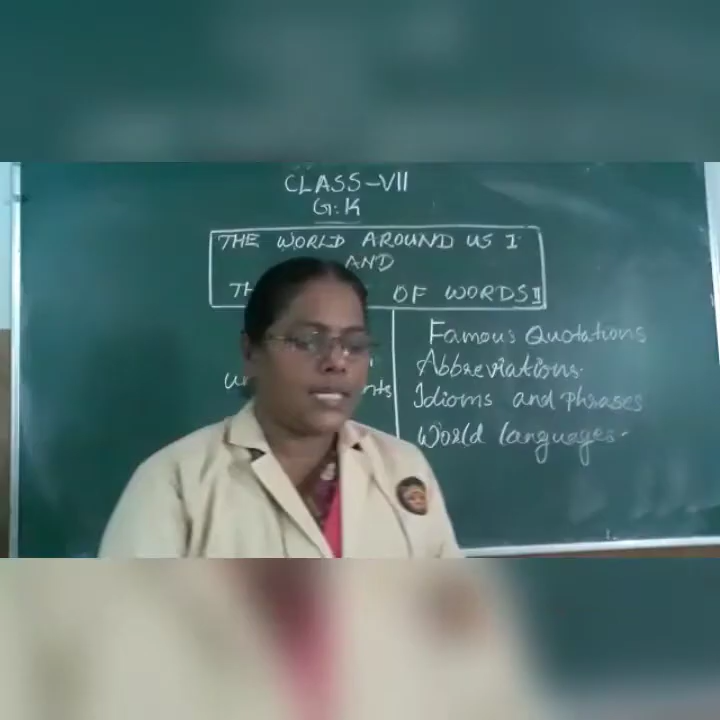 CLASS-VII
G.K
THE WORLD AROUND US I
AND
OF WORDS II
Famous Quotations
Abbreviations.
Idioms and Phrases
World languages.